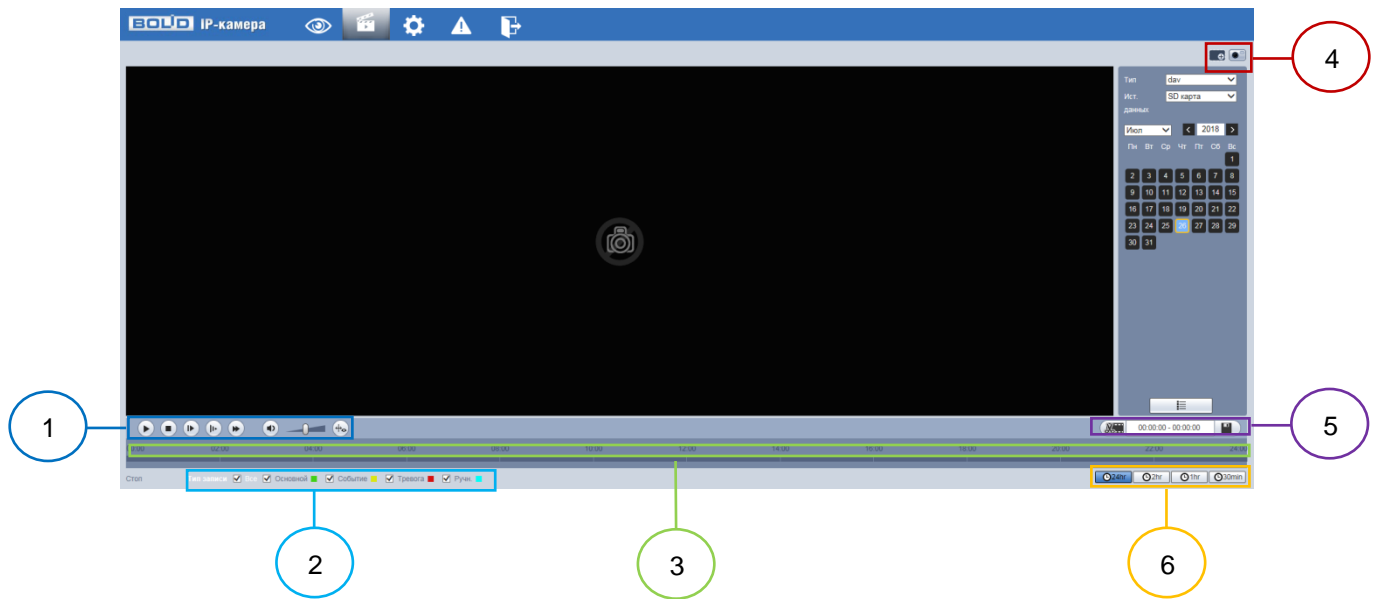 BOLID IP-камера
4
Тип dav
Ист. данных SD карта
Июл 2018
Пн Вт Ср Чт Пт Сб Вс
1
2 3 4 5 6 7 8
9 10 11 12 13 14 15
16 17 18 19 20 21 22
23 24 25 26 27 28 29
30 31
1
00:00:00 - 00:00:00
5
0:00 02:00 04:00 06:00 08:00 10:00 12:00 14:00 16:00 18:00 20:00 22:00 24:00
Стоп Тип записи Все Основной Событие Тревога Ручн.
24hr 2hr 1hr 30min
2
3
6